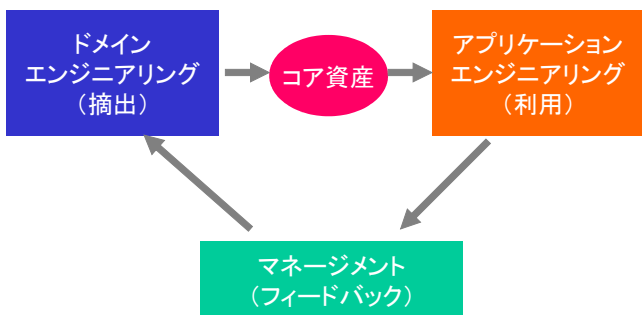 ドメイン
エンジニアリング
（摘出）
コア資産
アプリケーション
エンジニアリング
（利用）
マネージメント
（フィードバック）